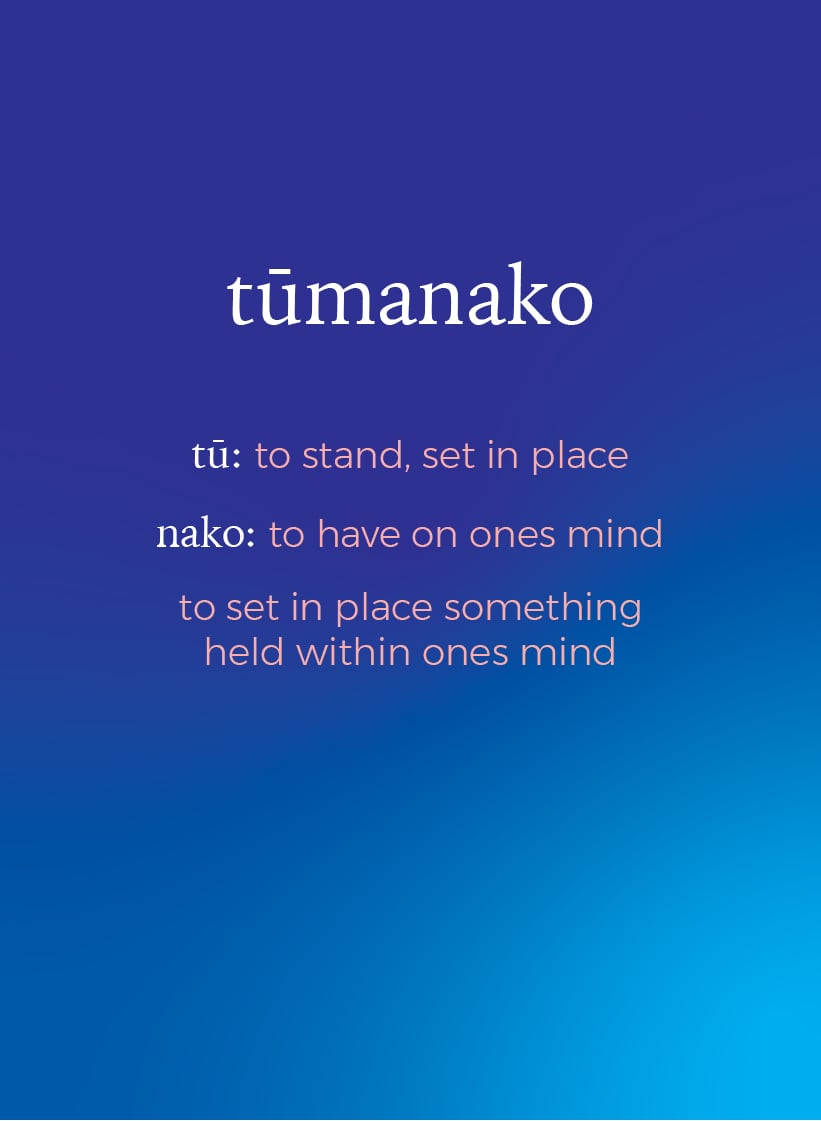 tūmanako
tū: to stand, set in place
nako: to have on ones mind
to set in place something
held within ones mind